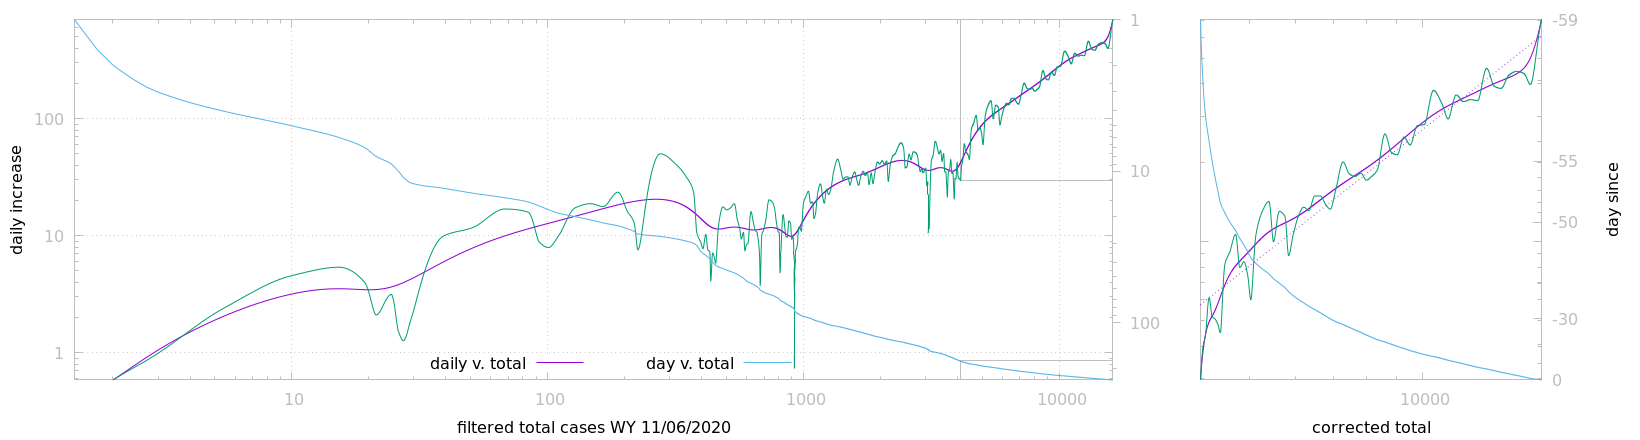 daily increase
100
10
1
1
10
100
daily v. total
day v. total
10
100
1000
10000
filtered total cases WY 11/06/2020
-59
-55
-50
-30
0
day since
10000
corrected total